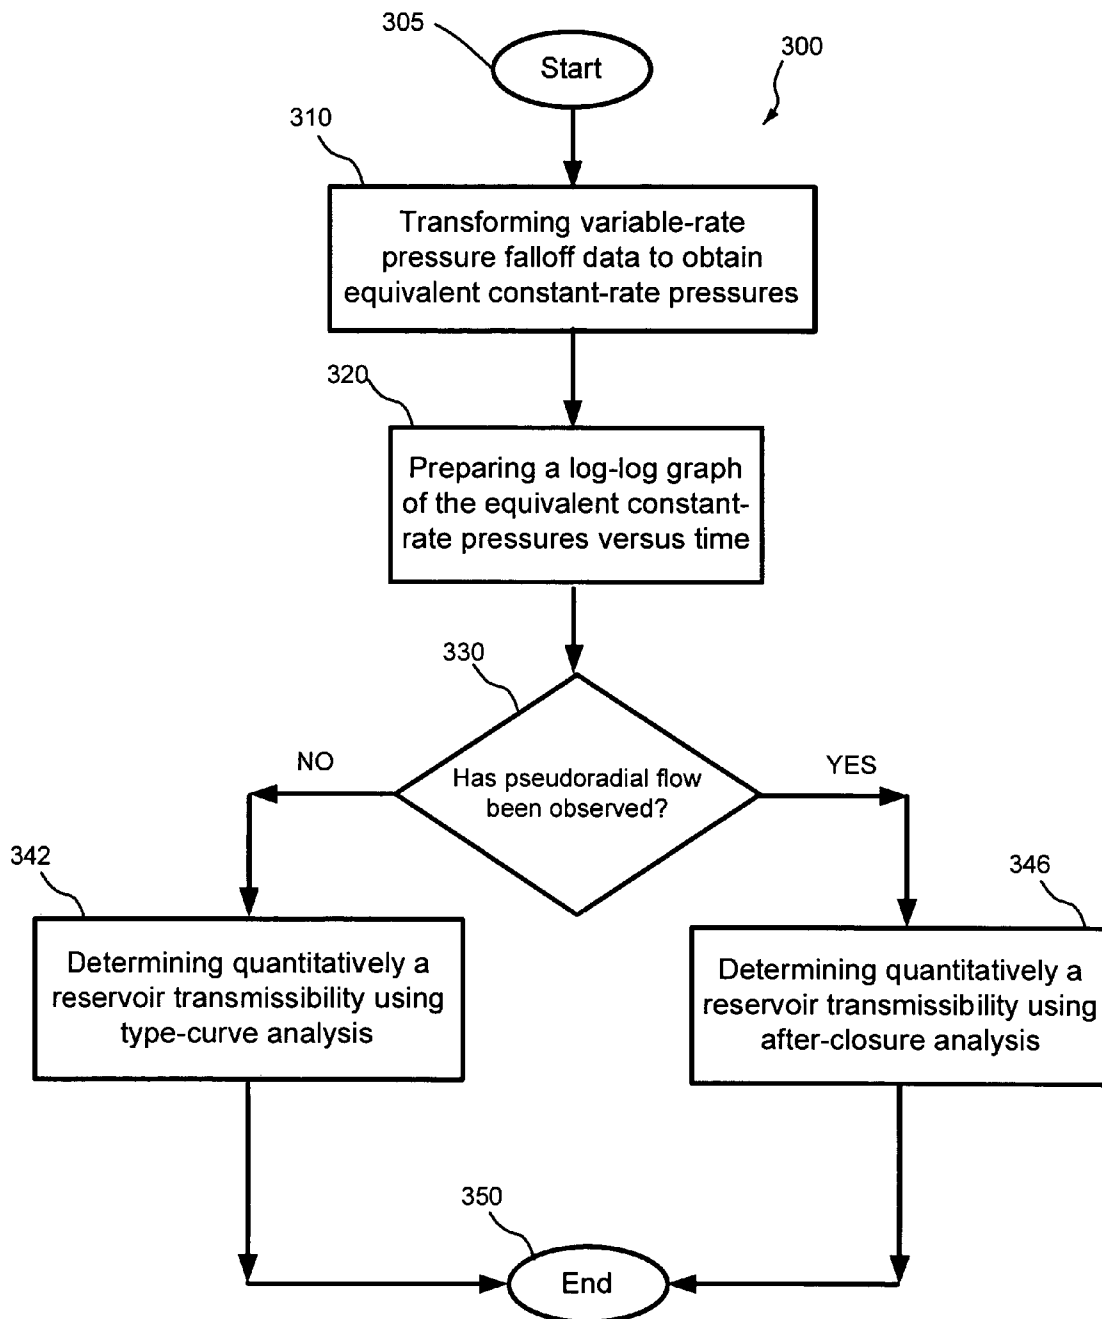 305
Start
300
310
Transforming variable-rate
pressure falloff data to obtain
equivalent constant-rate pressures
320
Preparing a log-log graph
of the equivalent constant-
rate pressures versus time
330
NO
YES
Has pseudoradial flow
been observed?
342
346
Determining quantitatively a
reservoir transmissibility using
type-curve analysis
Determining quantitatively a
reservoir transmissibility using
after-closure analysis
350
End